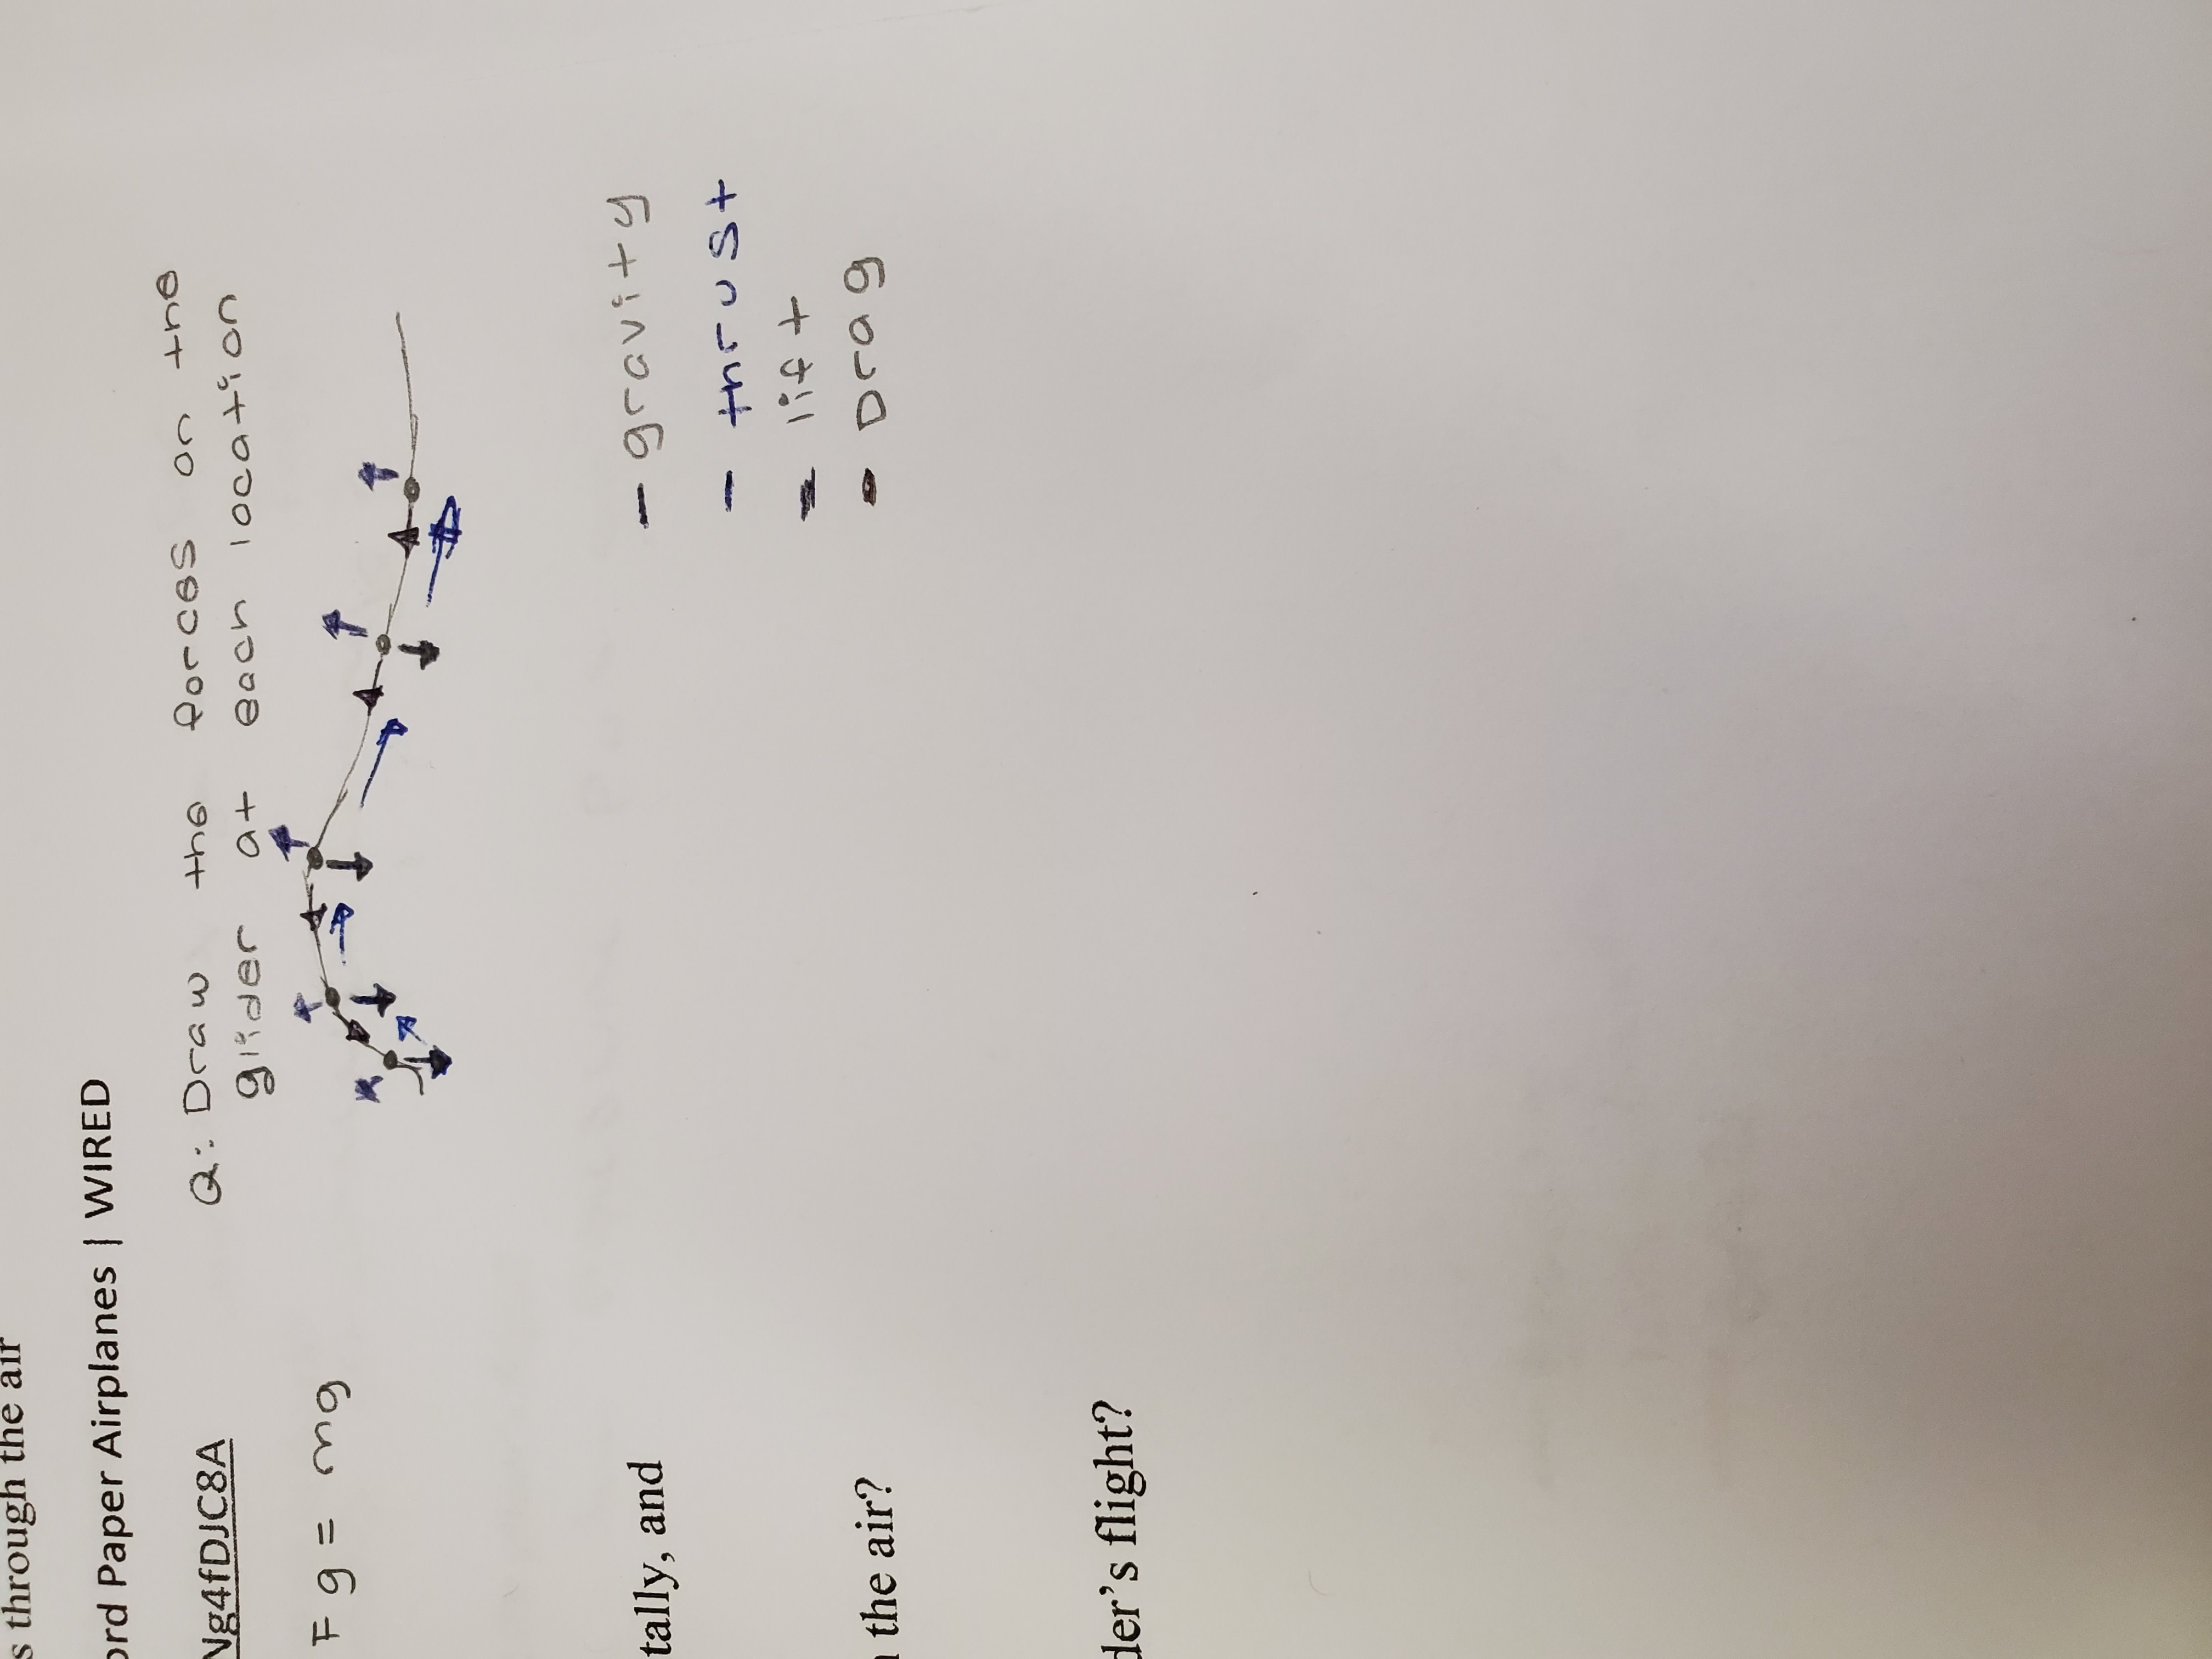 s through the air
ord Paper Airplanes | WIRED
Ng4fDJC8A
Q: Draw the forces on the
glider at each location
Fg = mg
tally, and
- gravity
- thrust
- lift
- Drag
the air?
der's flight?